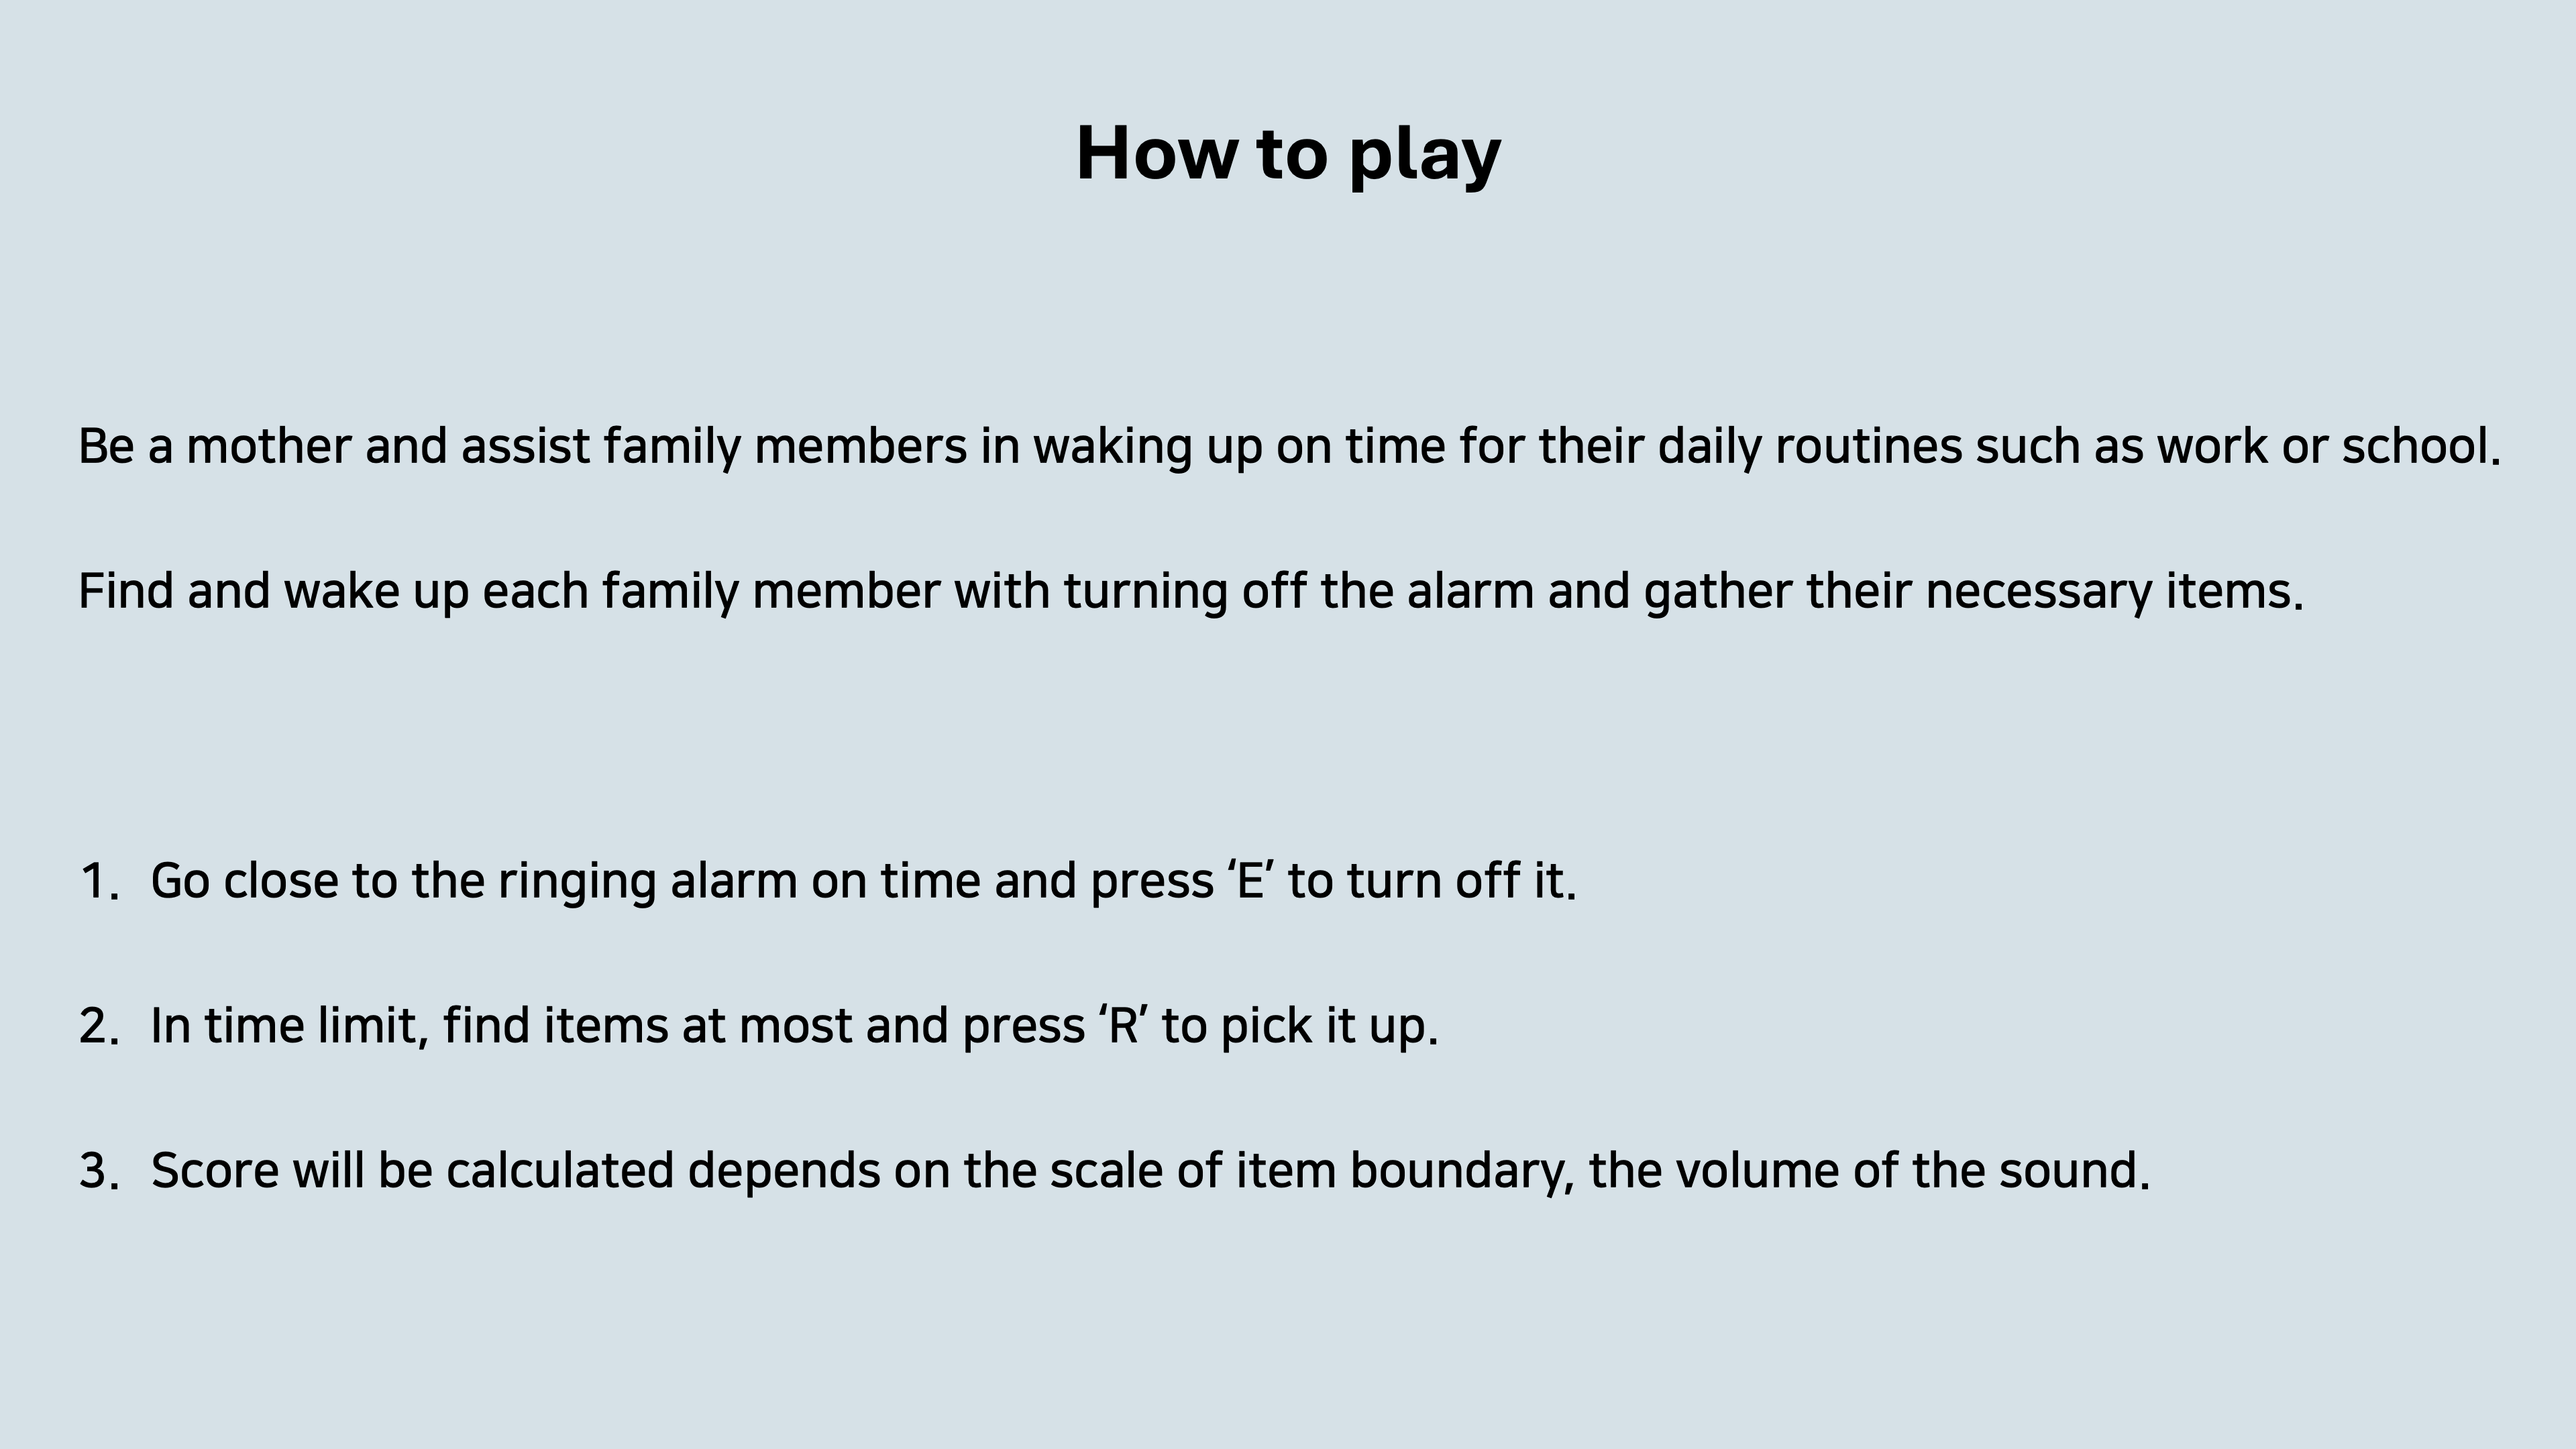 How to play
Be a mother and assist family members in waking up on time for their daily routines such as work or school.
Find and wake up each family member with turning off the alarm and gather their necessary items.
1. Go close to the ringing alarm on time and press ‘E’ to turn off it.
2. In time limit, find items at most and press ‘R’ to pick it up.
3. Score will be calculated depends on the scale of item boundary, the volume of the sound.